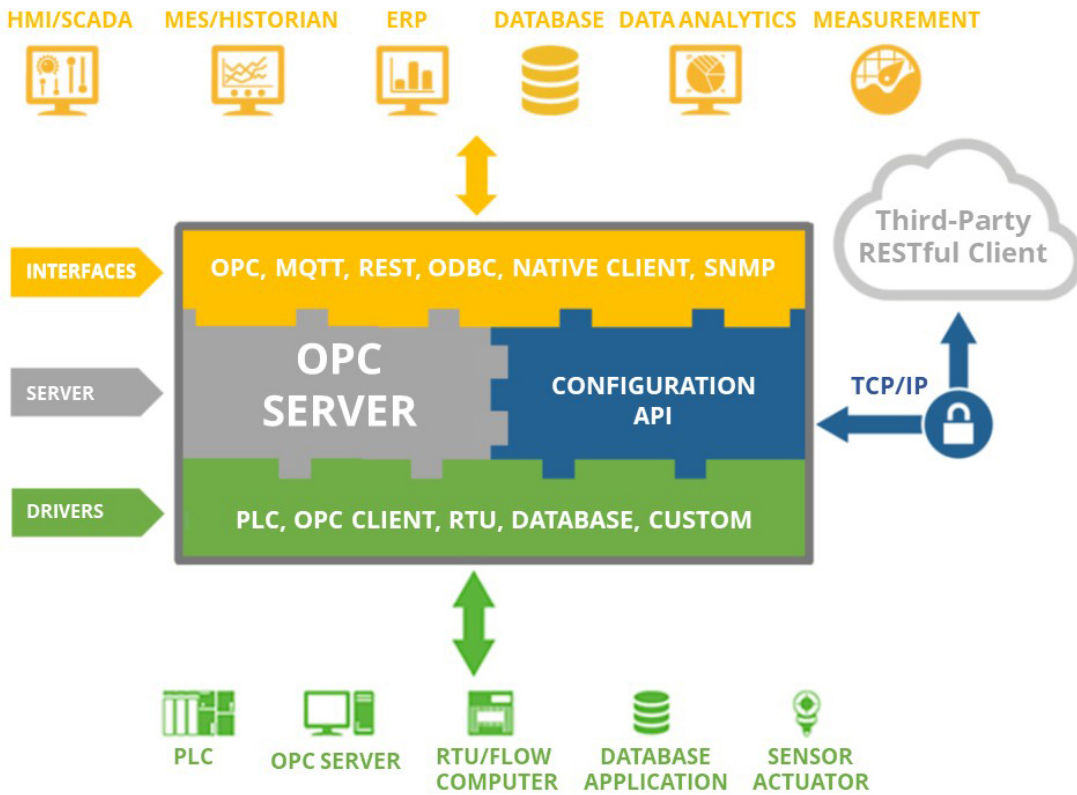 HMI/SCADA MES/HISTORIAN ERP DATABASE DATA ANALYTICS MEASUREMENT
Third-Party
RESTful Client
INTERFACES
OPC, MQTT, REST, ODBC, NATIVE CLIENT, SNMP
SERVER
OPC
SERVER
CONFIGURATION
API
TCP/IP
DRIVERS
PLC, OPC CLIENT, RTU, DATABASE, CUSTOM
PLC
OPC SERVER
RTU/FLOW
COMPUTER
DATABASE
APPLICATION
SENSOR
ACTUATOR